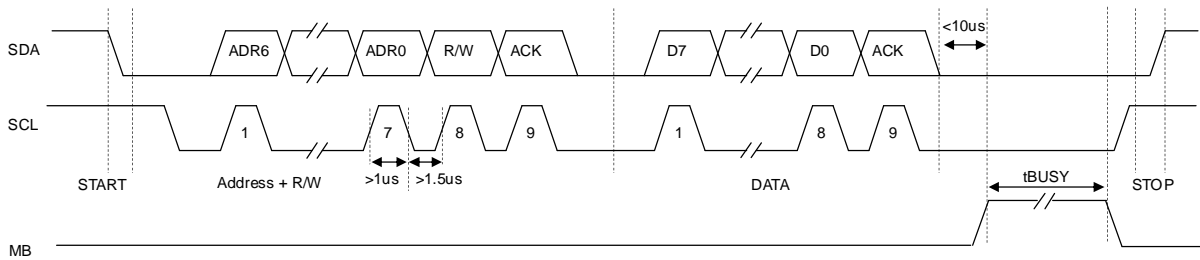 <10us
SDA
ADR6
ADR0
R/W
ACK
D7
D0
ACK
SCL
1
7
8
9
1
8
9
>1us
>1.5us
START
Address + R/W
DATA
tBUSY
STOP
MB